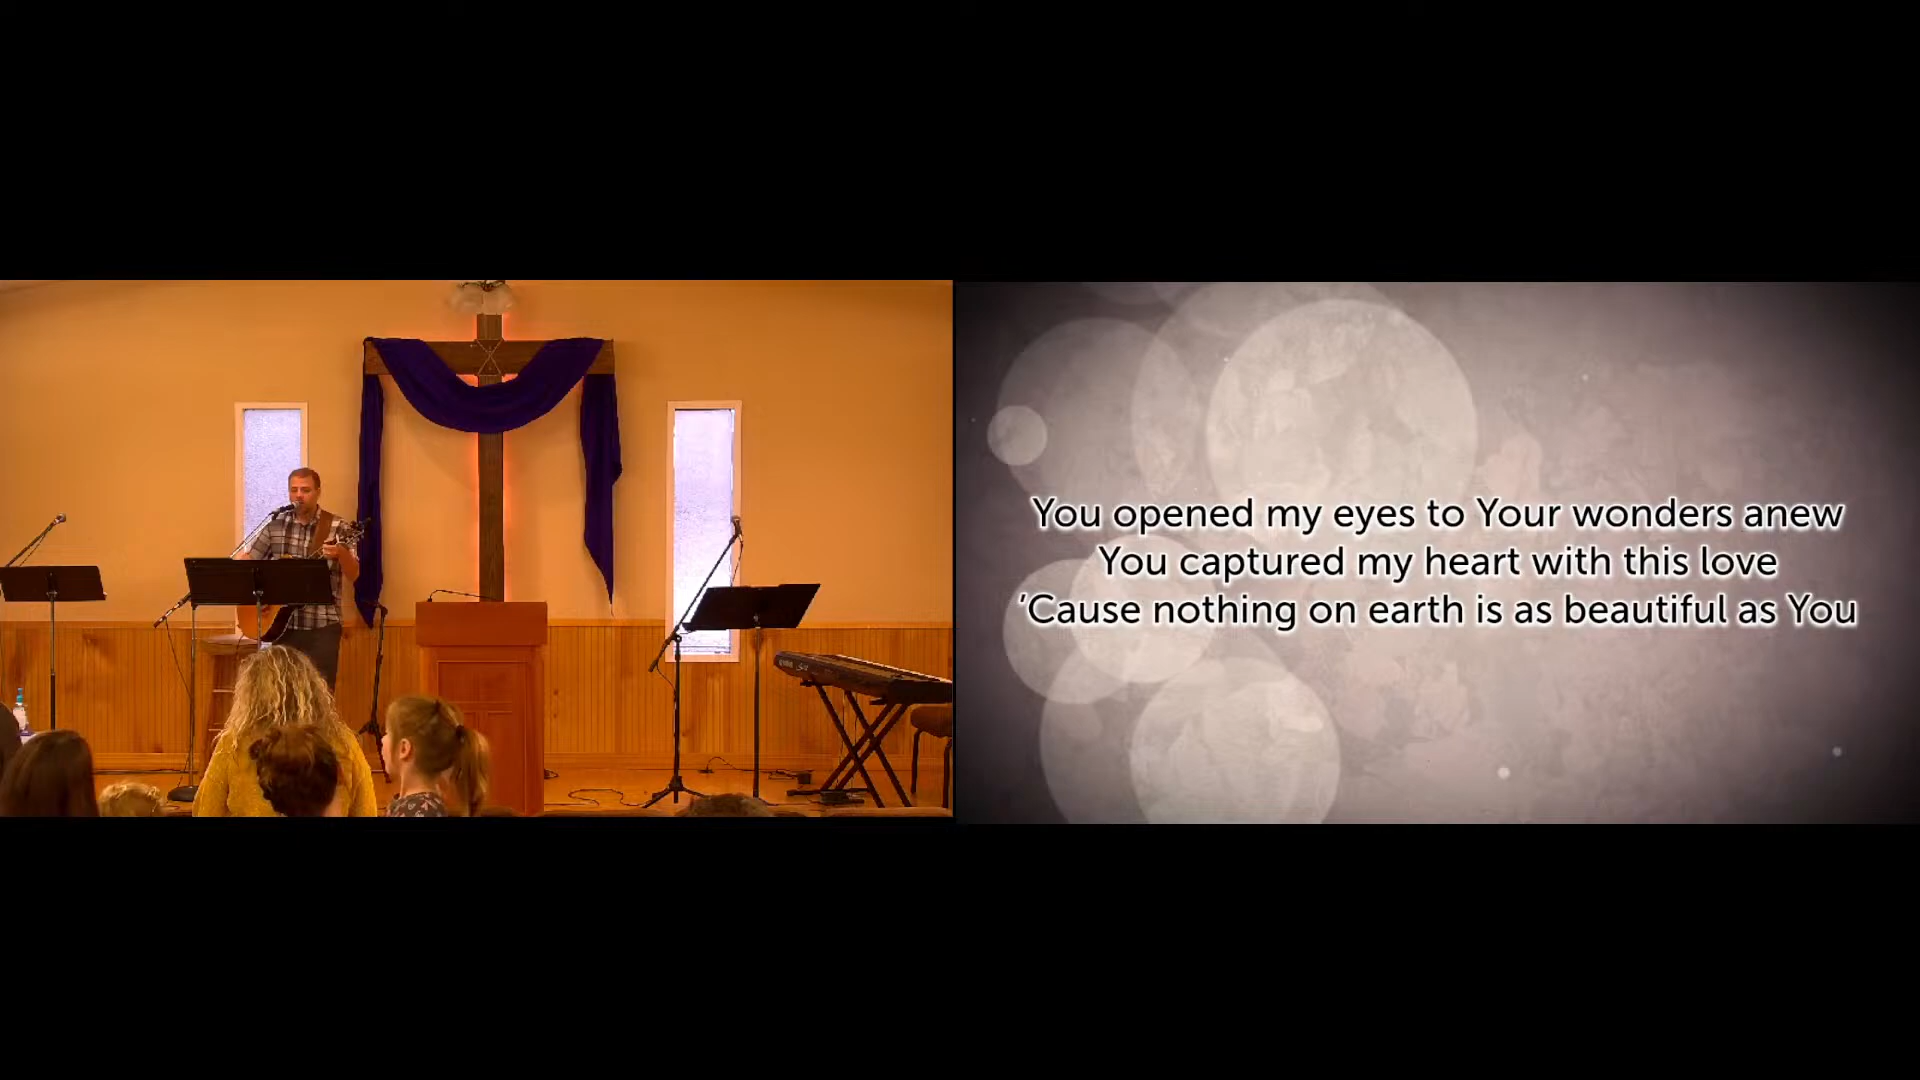 You opened my eyes to Your wonders anew
You captured my heart with this love
’Cause nothing on earth is as beautiful as You